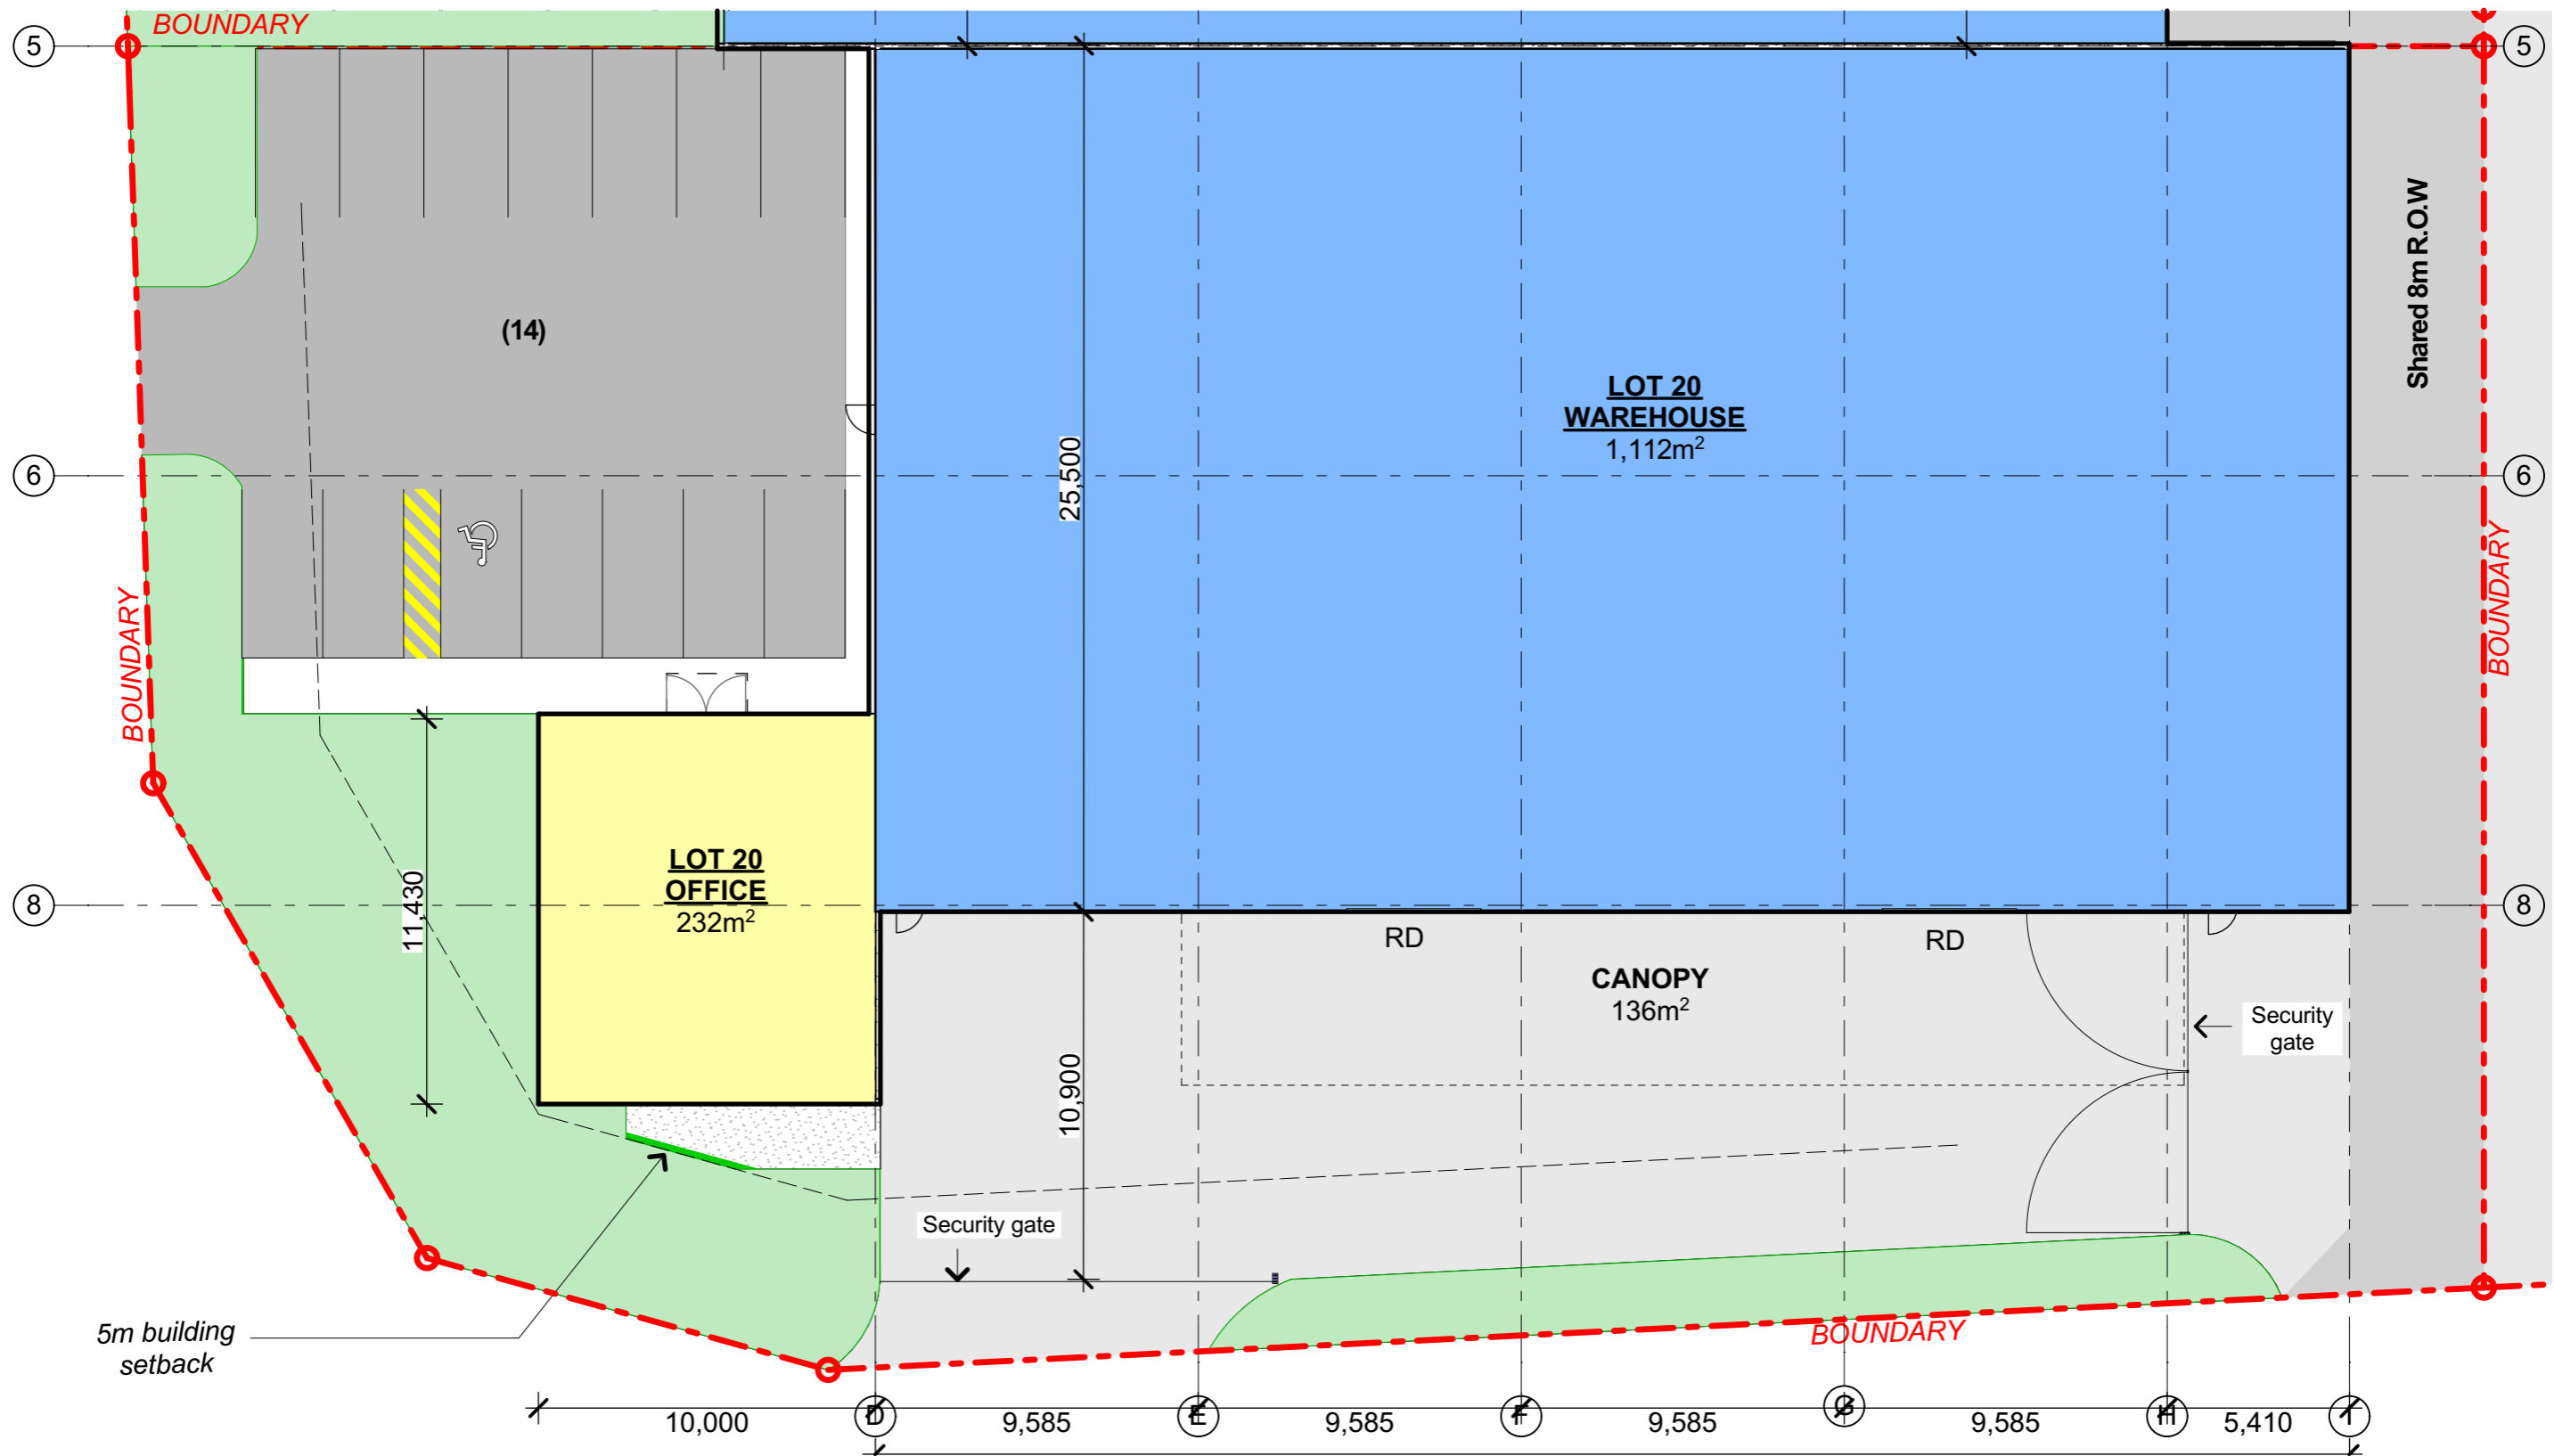 BOUNDARY
5
5
Shared 8m R.O.W
(14)
LOT 20
WAREHOUSE
1,112m²
25,500
6
6
BOUNDARY
BOUNDARY
LOT 20
OFFICE
232m²
11,430
8
8
RD
RD
CANOPY
136m²
Security
gate
10,900
Security gate
5m building
setback
BOUNDARY
10,000
D
9,585
E
9,585
F
9,585
G
9,585
H
5,410
I